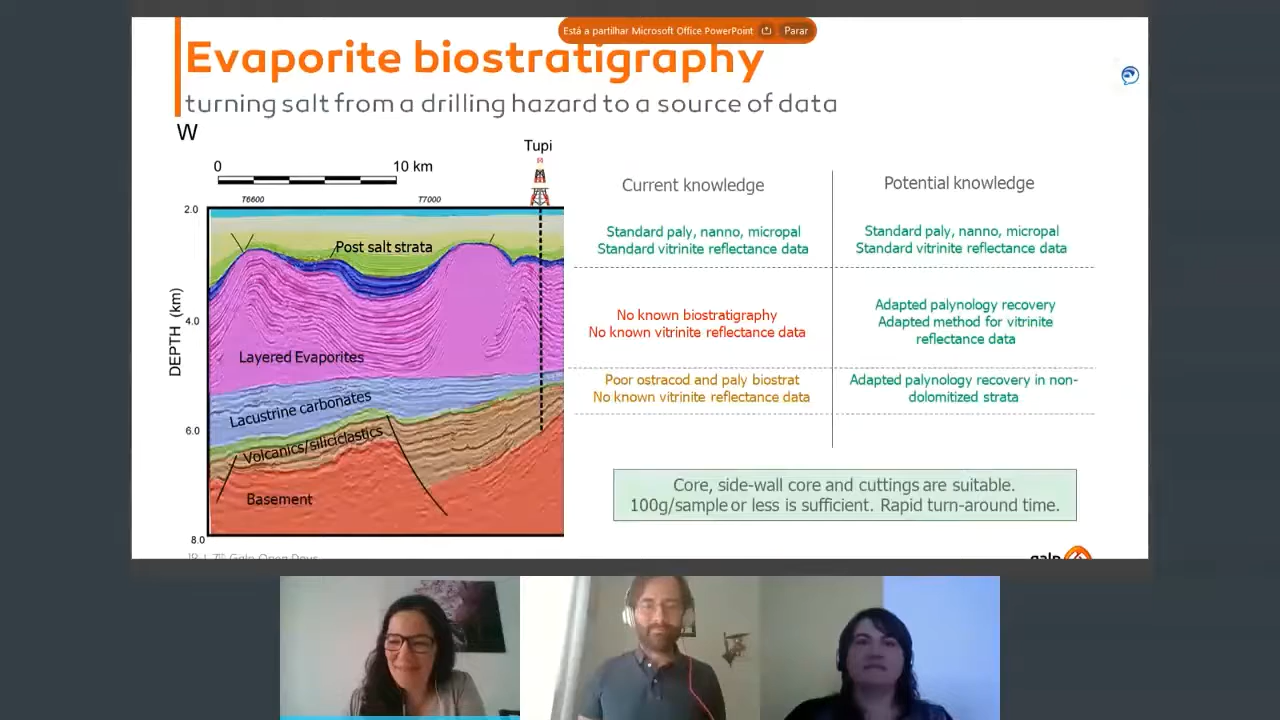 Está a partilhar Microsoft Office PowerPoint
Parar
Evaporite biostratigraphy
turning salt from a drilling hazard to a source of data
W
Tupi
0
10 km
T6600
T7000
2.0
4.0
6.0
8.0
DEPTH (km)
Post salt strata
Layered Evaporites
Lacustrine carbonates
Volcanics/siliciclastics
Basement
Current knowledge
Potential knowledge
Standard paly, nanno, micropal
Standard vitrinite reflectance data
Standard paly, nanno, micropal
Standard vitrinite reflectance data
No known biostratigraphy
No known vitrinite reflectance data
Adapted palynology recovery
Adapted method for vitrinite
reflectance data
Poor ostracod and paly biostrat
No known vitrinite reflectance data
Adapted palynology recovery in non-
dolomitized strata
Core, side-wall core and cuttings are suitable.
100g/sample or less is sufficient. Rapid turn-around time.
19 | 7th Galp Open Days
galp